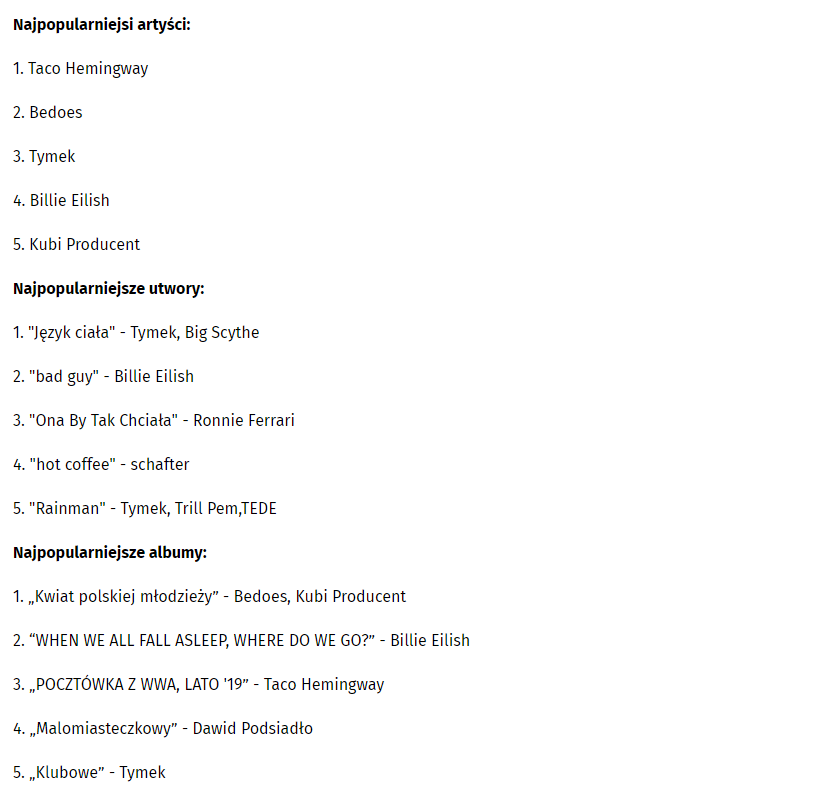 Najpopularniejsi artyści:
1. Taco Hemingway
2. Bedoes
3. Tymek
4. Billie Eilish
5. Kubi Producent
Najpopularniejsze utwory:
1. "Język ciała" - Tymek, Big Scythe
2. "bad guy" - Billie Eilish
3. "Ona By Tak Chciała" - Ronnie Ferrari
4. "hot coffee" - schafter
5. "Rainman" - Tymek, Trill Pem,TEDE
Najpopularniejsze albumy:
1. „Kwiat polskiej młodzieży” - Bedoes, Kubi Producent
2. “WHEN WE ALL FALL ASLEEP, WHERE DO WE GO?” - Billie Eilish
3. „POCZTÓWKA Z WWA, LATO '19” - Taco Hemingway
4. „Malomiasteczkowy” - Dawid Podsiadło
5. „Klubowe” - Tymek